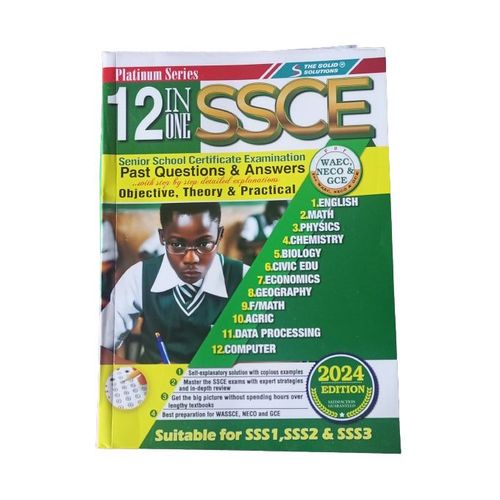 Platinum Series
THE SOLID
SOLUTIONS
12 IN ONE SSCE
Senior School Certificate Examination
Past Questions & Answers
...with step by step detailed explanations
Objective, Theory & Practical
WAEC,
NECO &
GCE
1.ENGLISH
2.MATH
3.PHYSICS
4.CHEMISTRY
5.BIOLOGY
6.CIVIC EDU
7.ECONOMICS
8.GEOGRAPHY
9.F/MATH
10.AGRIC
11.DATA PROCESSING
12.COMPUTER
1 Self-explanatory solution with copious examples
2 Master the SSCE exams with expert strategies
and in-depth review
3 Get the big picture without spending hours over
lengthy textbooks
4 Best preparation for WASSCE, NECO and GCE
2024
EDITION
SATISFACTION
GUARANTEED
Suitable for SSS1,SSS2 & SSS3